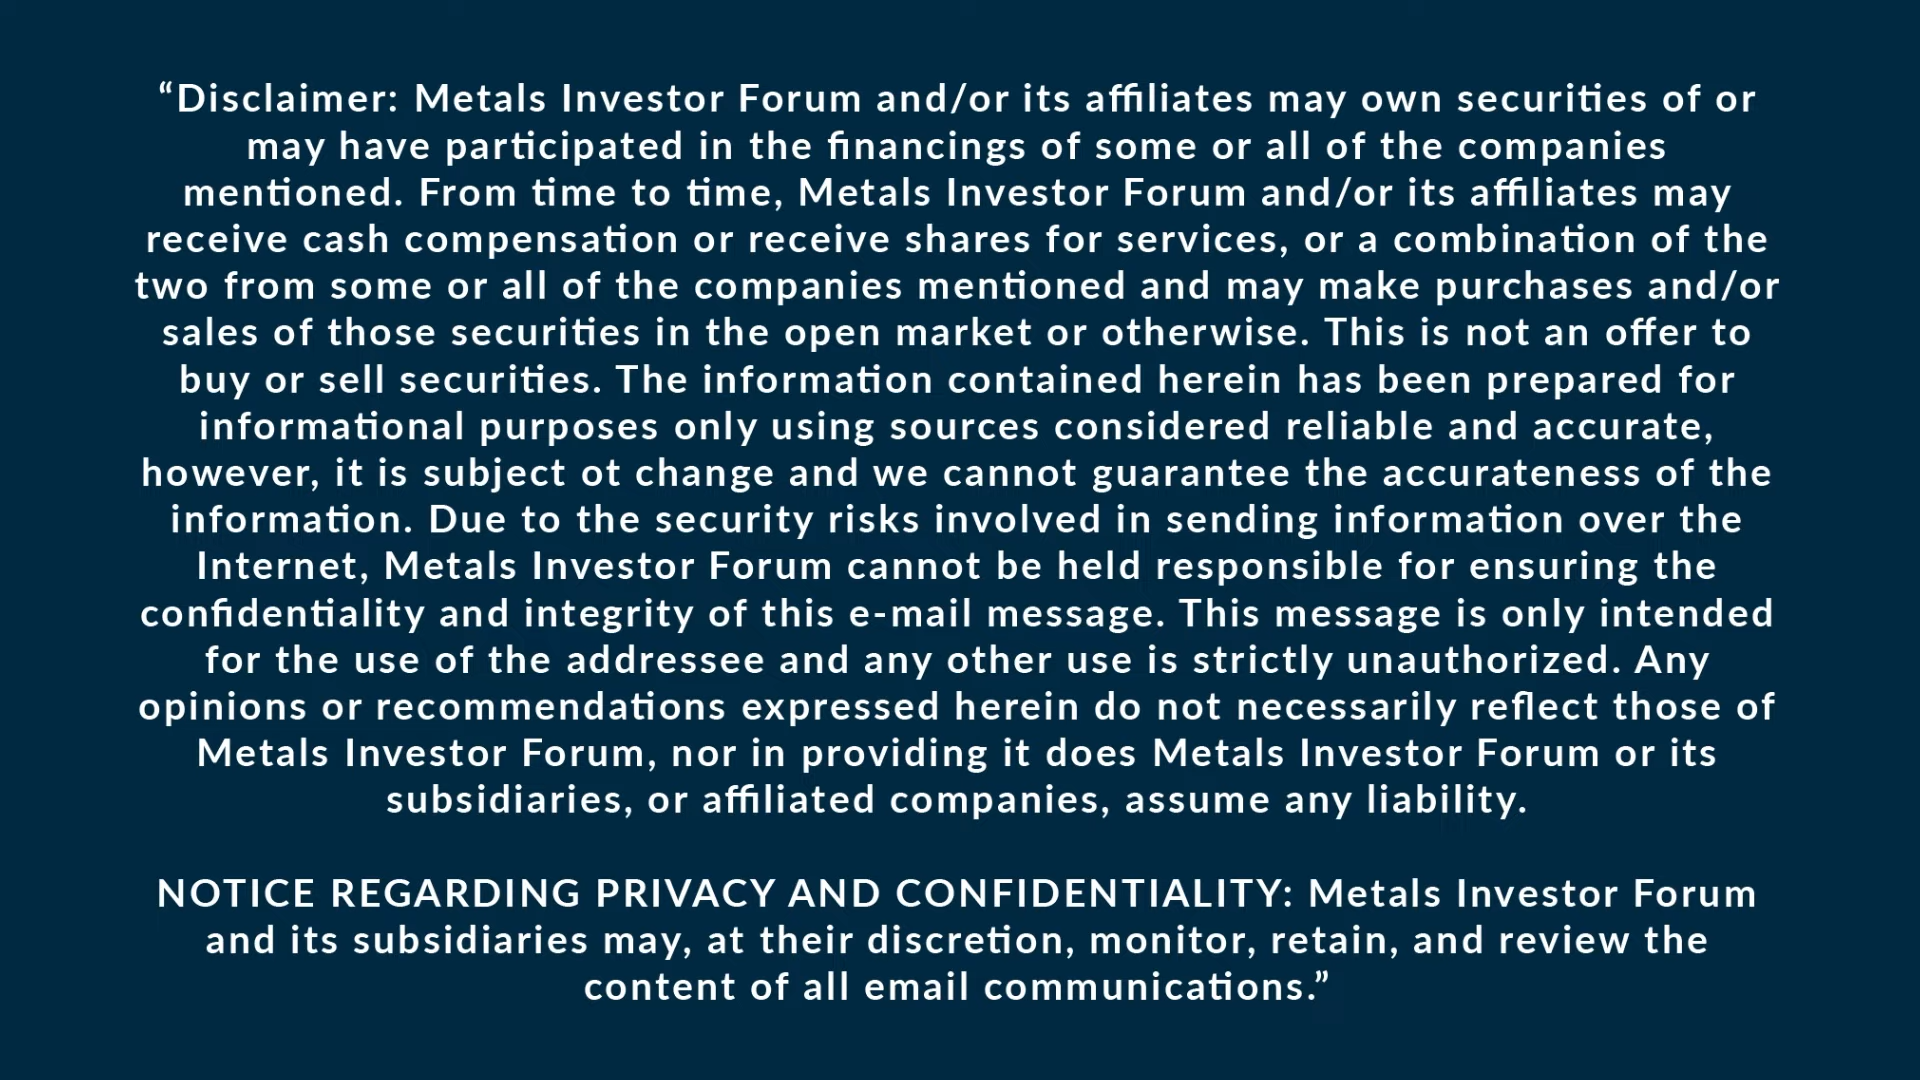 “Disclaimer: Metals Investor Forum and/or its affiliates may own securities of or
may have participated in the financings of some or all of the companies
mentioned. From time to time, Metals Investor Forum and/or its affiliates may
receive cash compensation or receive shares for services, or a combination of the
two from some or all of the companies mentioned and may make purchases and/or
sales of those securities in the open market or otherwise. This is not an offer to
buy or sell securities. The information contained herein has been prepared for
informational purposes only using sources considered reliable and accurate,
however, it is subject ot change and we cannot guarantee the accurateness of the
information. Due to the security risks involved in sending information over the
Internet, Metals Investor Forum cannot be held responsible for ensuring the
confidentiality and integrity of this e-mail message. This message is only intended
for the use of the addressee and any other use is strictly unauthorized. Any
opinions or recommendations expressed herein do not necessarily reflect those of
Metals Investor Forum, nor in providing it does Metals Investor Forum or its
subsidiaries, or affiliated companies, assume any liability.
NOTICE REGARDING PRIVACY AND CONFIDENTIALITY: Metals Investor Forum
and its subsidiaries may, at their discretion, monitor, retain, and review the
content of all email communications.”